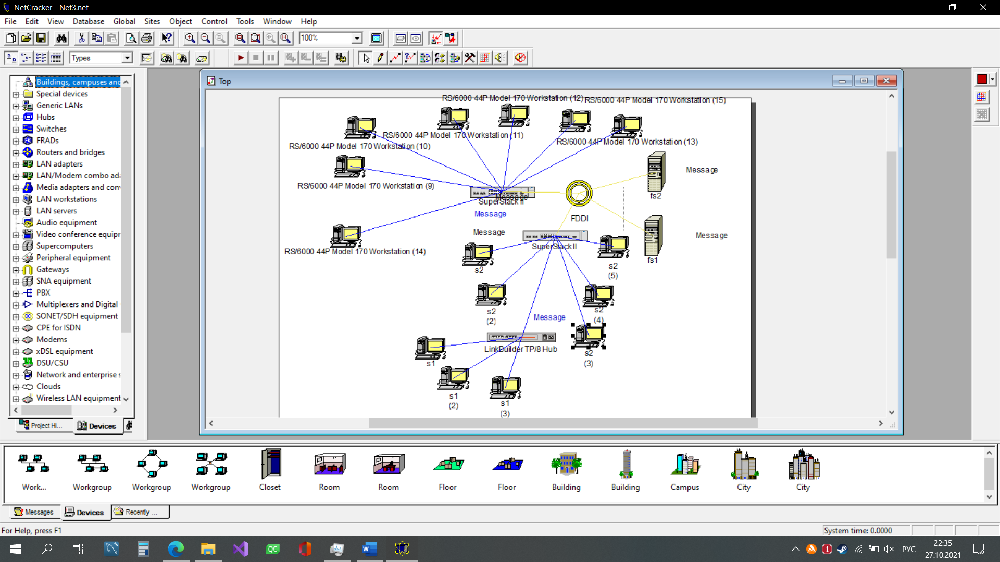 NetCracker - Net3.net
File Edit View Database Global Sites Object Control Tools Window Help
100%
Types
Buildings, campuses and
Special devices
Generic LANs
Hubs
Switches
FRADs
Routers and bridges
LAN adapters
LAN/Modem combo ada
Media adapters and conv
LAN workstations
LAN servers
Audio equipment
Video conference equipr
Supercomputers
Peripheral equipment
Gateways
SNA equipment
PBX
Multiplexers and Digital
SONET/SDH equipment
CPE for ISDN
Modems
xDSL equipment
DSU/CSU
Network and enterprise s
Clouds
Wireless LAN equipment
Project Hi...
Devices
Top
RS/6000 44P Model 170 Workstation (12)
RS/6000 44P Model 170 Workstation (15)
RS/6000 44P Model 170 Workstation (11)
RS/6000 44P Model 170 Workstation (13)
RS/6000 44P Model 170 Workstation (10)
Message
RS/6000 44P Model 170 Workstation (9)
fs2
Message
SuperStack II
Message
FDDI
Message
Message
SuperStack II
RS/6000 44P Model 170 Workstation (14)
fs1
s2
s2
(5)
s2
(2)
s2
(4)
Message
LinkBuilder TP/8 Hub
s2
(3)
s1
s1
(2)
s1
(3)
Work...
Workgroup
Workgroup
Workgroup
Closet
Room
Room
Floor
Floor
Building
Building
Campus
City
City
Messages
Devices
Recently ...
For Help, press F1
System time: 0.0000
QC
1
РУС
22:35
27.10.2021